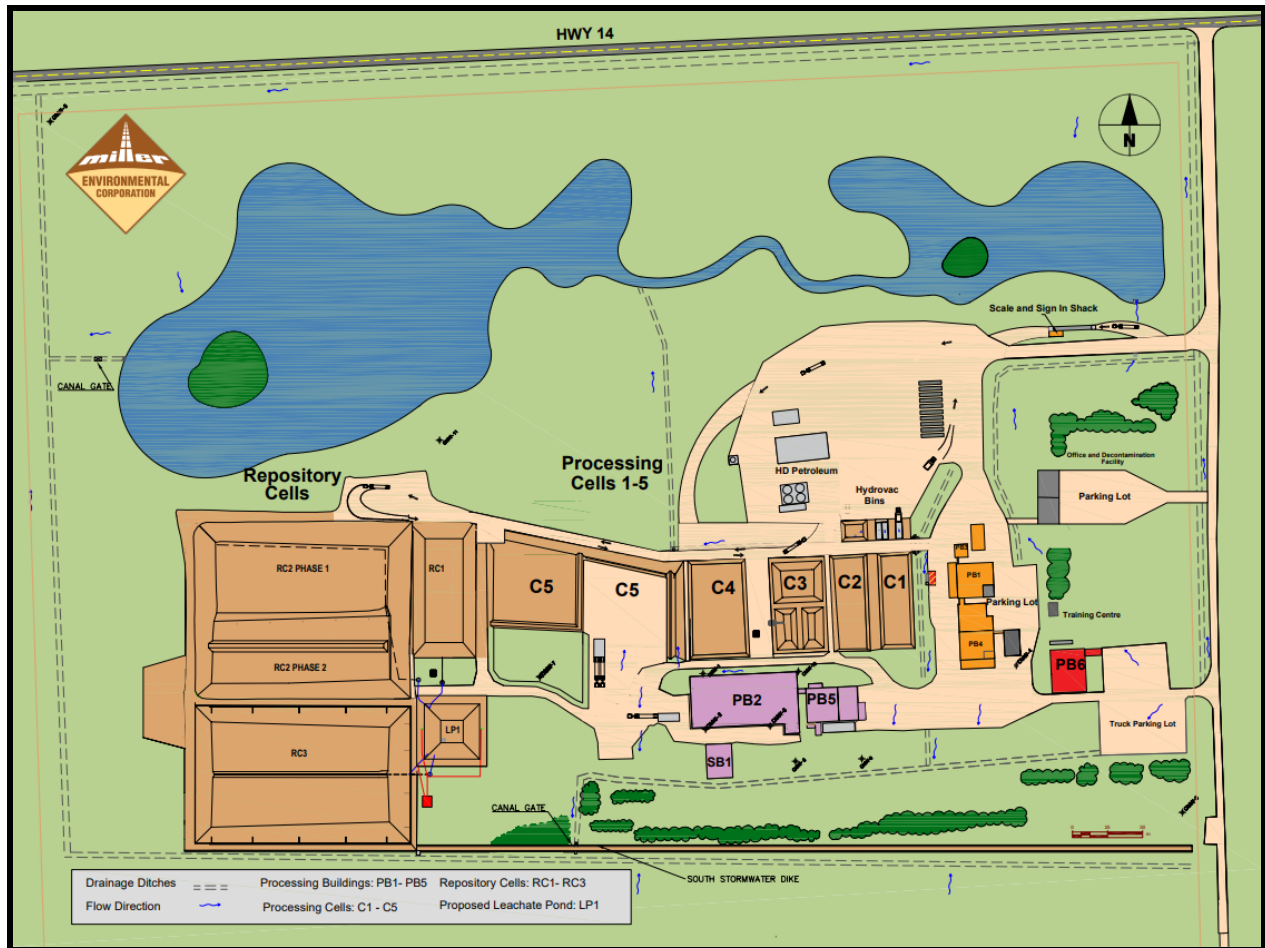 HWY 14
miller
ENVIRONMENTAL
CORPORATION
N
Scale and Sign In Shack
CANAL GATE
Repository
Cells
Processing
Cells 1-5
HD Petroleum
Hydrovac
Bins
Office and Decontamination
Facility
Parking Lot
RC2 PHASE 1
RC1
C5
C5
C4
C3
C2
C1
PB1
Parking Lot
Training Centre
PB4
RC2 PHASE 2
PB6
PB2
PB5
LP1
RC3
SB1
Truck Parking Lot
CANAL GATE
SOUTH STORMWATER DIKE
Drainage Ditches
Processing Buildings: PB1- PB5
Repository Cells: RC1- RC3
Flow Direction
Processing Cells: C1 - C5
Proposed Leachate Pond: LP1